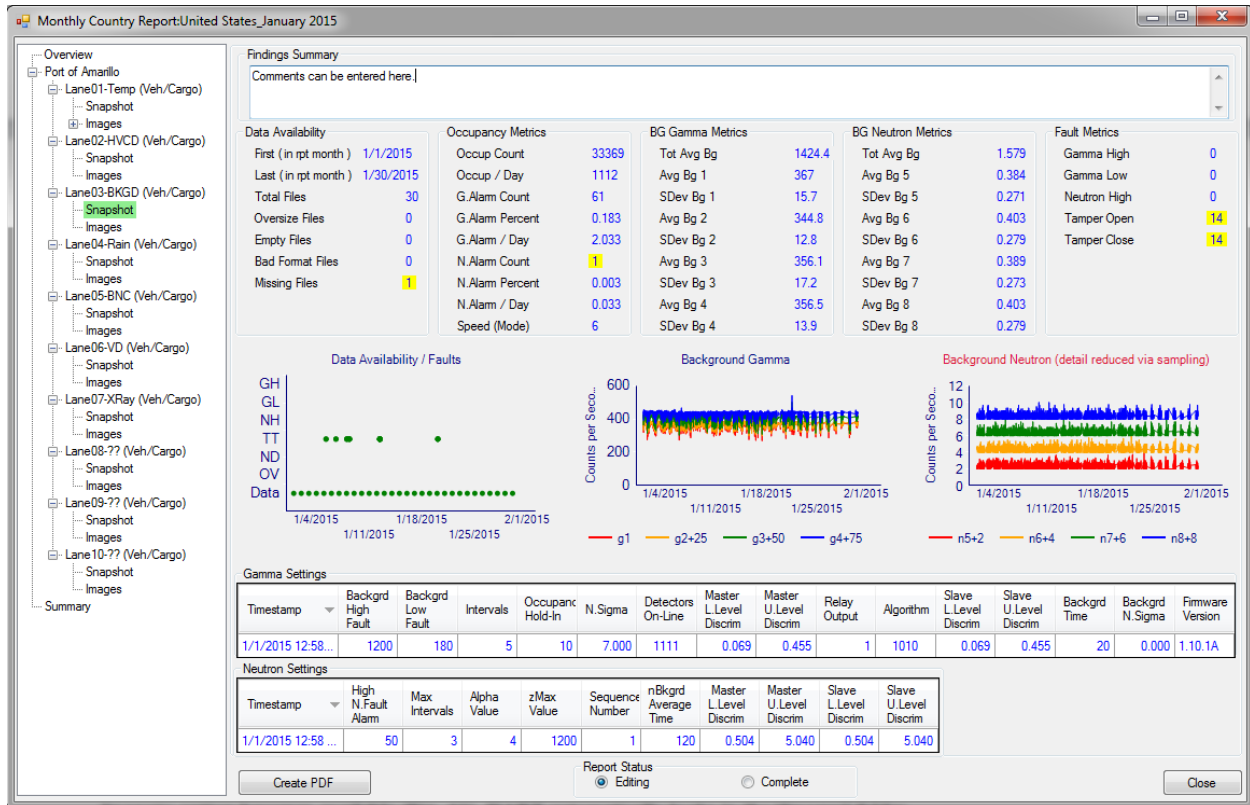 Monthly Country Report:United States_January 2015
Overview
Port of Amarillo
Lane01-Temp (Veh/Cargo)
Snapshot
Images
Lane02-HVCD (Veh/Cargo)
Snapshot
Images
Lane03-BKGD (Veh/Cargo)
Snapshot
Images
Lane04-Rain (Veh/Cargo)
Snapshot
Images
Lane05-BNC (Veh/Cargo)
Snapshot
Images
Lane06-VD (Veh/Cargo)
Snapshot
Images
Lane07-XRay (Veh/Cargo)
Snapshot
Images
Lane08-?? (Veh/Cargo)
Snapshot
Images
Lane09-?? (Veh/Cargo)
Snapshot
Images
Lane10-?? (Veh/Cargo)
Snapshot
Images
Summary
Findings Summary
Comments can be entered here.
Data Availability
First ( in rpt month ) 1/1/2015
Last ( in rpt month ) 1/30/2015
Total Files 30
Oversize Files 0
Empty Files 0
Bad Format Files 0
Missing Files 1
Occupancy Metrics
Occup Count 33369
Occup / Day 1112
G.Alarm Count 61
G.Alarm Percent 0.183
G.Alarm / Day 2.033
N.Alarm Count 1
N.Alarm Percent 0.003
N.Alarm / Day 0.033
Speed (Mode) 6
BG Gamma Metrics
Tot Avg Bg 1424.4
Avg Bg 1 367
SDev Bg 1 15.7
Avg Bg 2 344.8
SDev Bg 2 12.8
Avg Bg 3 356.1
SDev Bg 3 17.2
Avg Bg 4 356.5
SDev Bg 4 13.9
BG Neutron Metrics
Tot Avg Bg 1.579
Avg Bg 5 0.384
SDev Bg 5 0.271
Avg Bg 6 0.403
SDev Bg 6 0.279
Avg Bg 7 0.389
SDev Bg 7 0.273
Avg Bg 8 0.403
SDev Bg 8 0.279
Fault Metrics
Gamma High 0
Gamma Low 0
Neutron High 0
Tamper Open 14
Tamper Close 14
Data Availability / Faults
GH
GL
NH
TT
ND
OV
Data
1/4/2015 1/18/2015 2/1/2015
1/11/2015 1/25/2015
Background Gamma
Counts per Seco...
600
400
200
0
1/4/2015 1/18/2015 2/1/2015
1/11/2015 1/25/2015
g1 g2+25 g3+50 g4+75
Background Neutron (detail reduced via sampling)
Counts per Seco...
12
10
8
6
4
2
0
1/4/2015 1/18/2015 2/1/2015
1/11/2015 1/25/2015
n5+2 n6+4 n7+6 n8+8
Gamma Settings
Timestamp Backgrd High Fault Backgrd Low Fault Intervals Occupanc Hold-In N.Sigma Detectors On-Line Master L.Level Discrim Master U.Level Discrim Relay Output Algorithm Slave L.Level Discrim Slave U.Level Discrim Backgrd Time Backgrd N.Sigma Firmware Version
1/1/2015 12:58... 1200 180 5 10 7.000 1111 0.069 0.455 1 1010 0.069 0.455 20 0.000 1.10.1A
Neutron Settings
Timestamp High N.Fault Alarm Max Intervals Alpha Value zMax Value Sequence Number nBkgrd Average Time Master L.Level Discrim Master U.Level Discrim Slave L.Level Discrim Slave U.Level Discrim
1/1/2015 12:58 ... 50 3 4 1200 1 120 0.504 5.040 0.504 5.040
Create PDF
Report Status
Editing Complete
Close